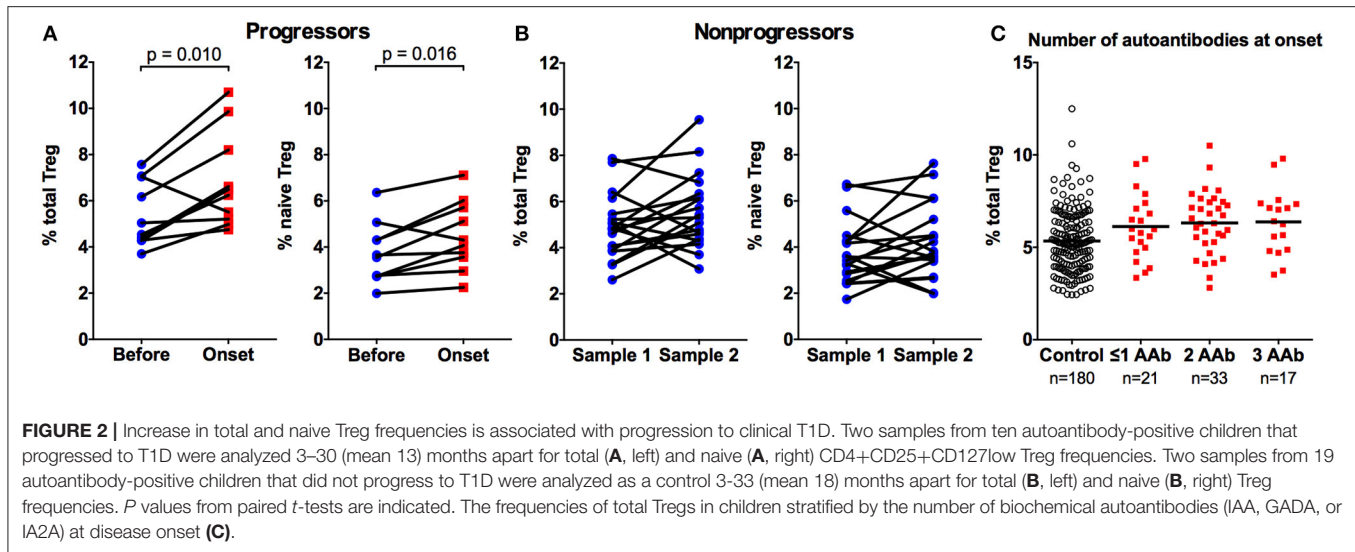 A
Progressors
p = 0.010
% total Treg
12
10
8
6
4
2
0
Before
Onset
p = 0.016
% naive Treg
12
10
8
6
4
2
0
Before
Onset
B
Nonprogressors
% total Treg
12
10
8
6
4
2
0
Sample 1
Sample 2
% naive Treg
12
10
8
6
4
2
0
Sample 1
Sample 2
C
Number of autoantibodies at onset
% total Treg
15
10
5
0
Control ≤1 AAb 2 AAb 3 AAb
n=180 n=21 n=33 n=17
FIGURE 2 | Increase in total and naive Treg frequencies is associated with progression to clinical T1D. Two samples from ten autoantibody-positive children that
progressed to T1D were analyzed 3–30 (mean 13) months apart for total (A, left) and naive (A, right) CD4+CD25+CD127low Treg frequencies. Two samples from 19
autoantibody-positive children that did not progress to T1D were analyzed as a control 3-33 (mean 18) months apart for total (B, left) and naive (B, right) Treg
frequencies. P values from paired t-tests are indicated. The frequencies of total Tregs in children stratified by the number of biochemical autoantibodies (IAA, GADA, or
IA2A) at disease onset (C).